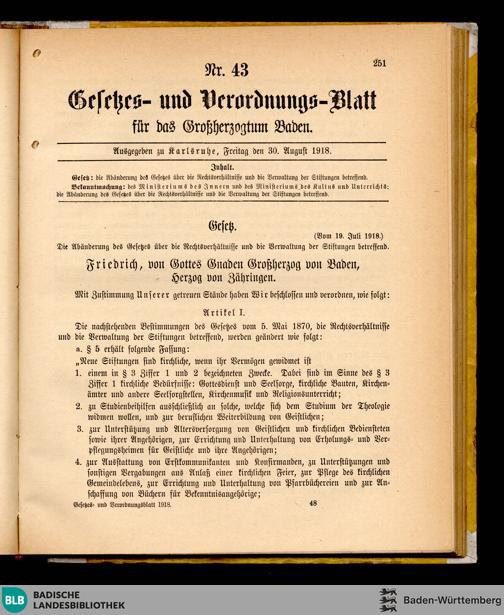 251
Nr. 43
Gesetzes- und Verordnungs-Blatt
für das Großherzogtum Baden.
Ausgegeben zu Karlsruhe, Freitag den 30. August 1918.
Inhalt.
Gesetz: die Abänderung des Gesetzes über die Rechtsverhältnisse und die Verwaltung der Stiftungen betreffend.
Bekanntmachung: des Ministeriums des Innern und des Ministeriums des Kultus und Unterrichts:
die Abänderung des Gesetzes über die Rechtsverhältnisse und die Verwaltung der Stiftungen betreffend.
Gesetz.
(Vom 19. Juli 1918.)
Die Abänderung des Gesetzes über die Rechtsverhältnisse und die Verwaltung der Stiftungen betreffend.
Friedrich, von Gottes Gnaden Großherzog von Baden,
Herzog von Zähringen.
Mit Zustimmung Unserer getreuen Stände haben Wir beschlossen und verordnen, wie folgt:
Artikel I.
Die nachstehenden Bestimmungen des Gesetzes vom 5. Mai 1870, die Rechtsverhältnisse
und die Verwaltung der Stiftungen betreffend, werden geändert wie folgt:
a. § 5 erhält folgende Fassung:
„Neue Stiftungen sind kirchliche, wenn ihr Vermögen gewidmet ist
1. einem in § 3 Ziffer 1 und 2 bezeichneten Zwecke. Dabei sind im Sinne des § 3
Ziffer 1 kirchliche Bedürfnisse: Gottesdienst und Seelsorge, kirchliche Bauten, Kirchen-
ämter und andere Seelsorgstellen, Kirchenmusik und Religionsunterricht;
2. zu Studienbeihilfen ausschließlich an solche, welche sich dem Studium der Theologie
widmen wollen, und zur beruflichen Weiterbildung von Geistlichen;
3. zur Unterstützung und Altersversorgung von Geistlichen und kirchlichen Bediensteten
sowie ihrer Angehörigen, zur Errichtung und Unterhaltung von Erholungs- und Ver-
pflegungsheimen für Geistliche und ihre Angehörigen;
4. zur Ausstattung von Erstkommunikanten und Konfirmanden, zu Unterstützungen und
sonstigen Vergabungen aus Anlaß einer kirchlichen Feier, zur Pflege des kirchlichen
Gemeindelebens, zur Errichtung und Unterhaltung von Pfarrbüchereien und zur An-
schaffung von Büchern für Bekenntnisangehörige;
Gesetzes- und Verordnungsblatt 1918. 48
BLB BADISCHE
LANDESBIBLIOTHEK
Baden-Württemberg